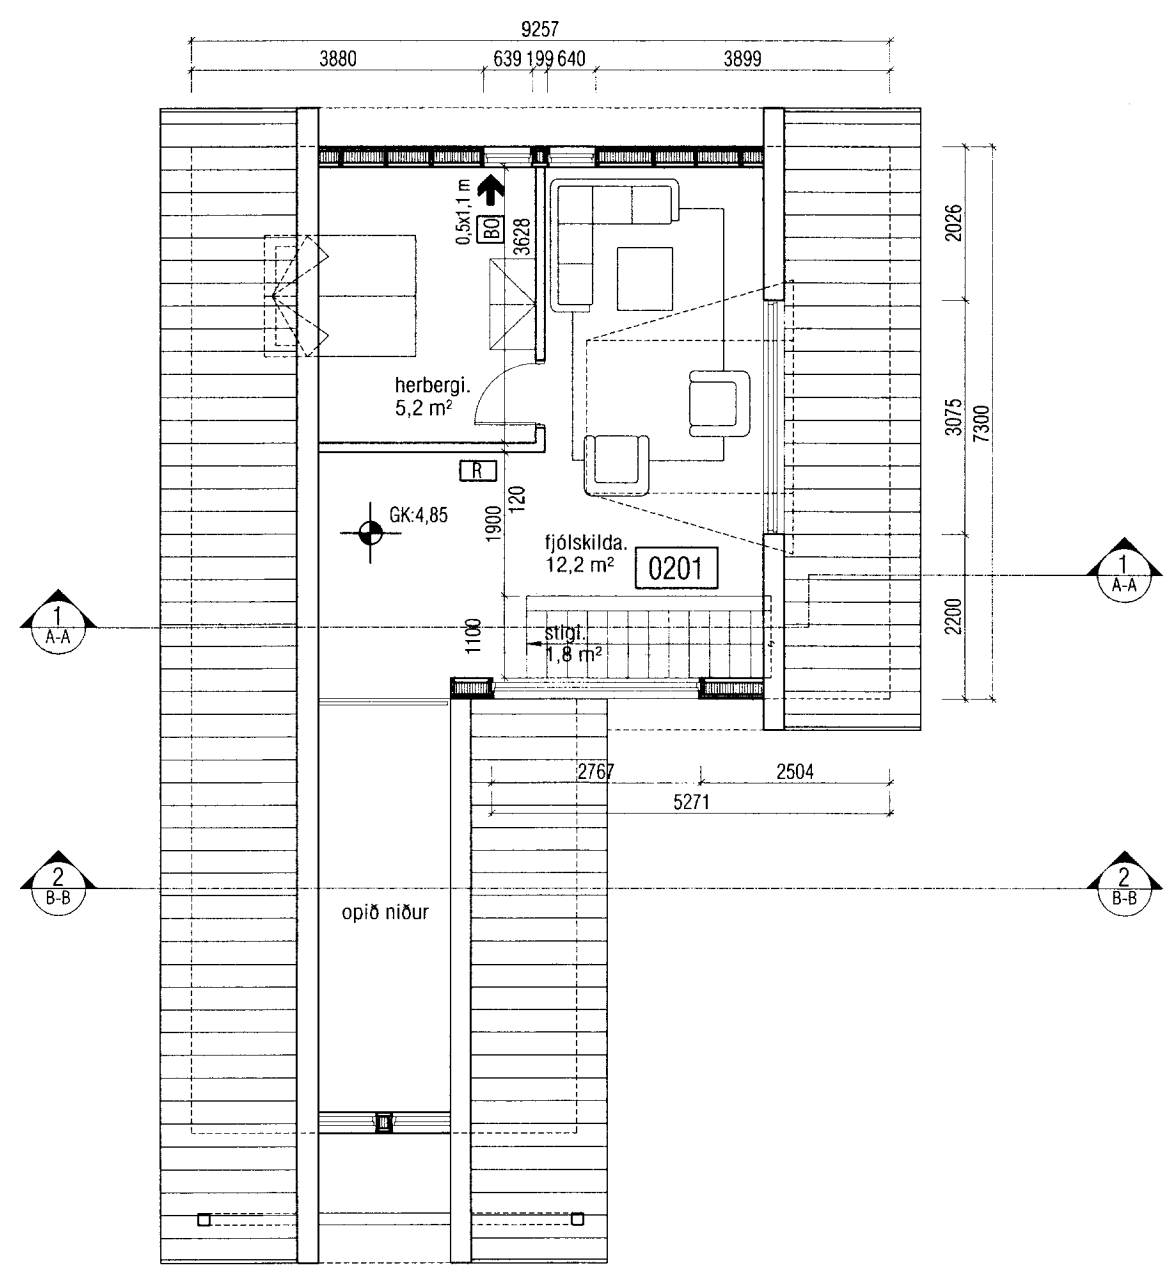 9257
3880 639 199 640 3899
0,5x1,1 m
BO
3628
2026
herbergi.
5,2 m²
3075
7300
R
GK:4,85
1900
120
fjólskilda.
12,2 m²
0201
1
A-A
1
A-A
1100
stigi.
1,8 m²
2200
2767 2504
5271
2
B-B
2
B-B
opið niður